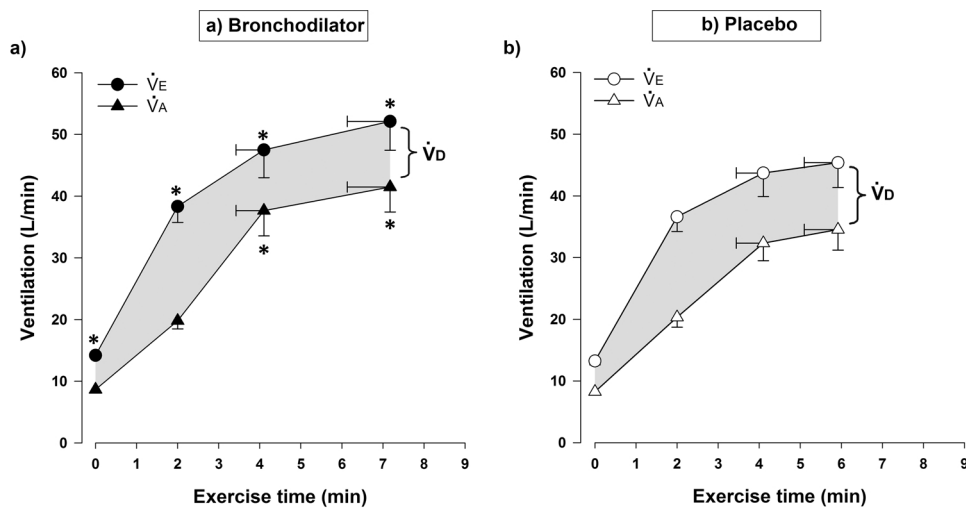 a) Bronchodilator
a)
V̇E
V̇A
60
50
40
30
20
10
0
Ventilation (L/min)
*
*
*
*
*
*
V̇D
0 1 2 3 4 5 6 7 8 9
Exercise time (min)
b) Placebo
b)
V̇E
V̇A
60
50
40
30
20
10
0
Ventilation (L/min)
V̇D
0 1 2 3 4 5 6 7 8 9
Exercise time (min)